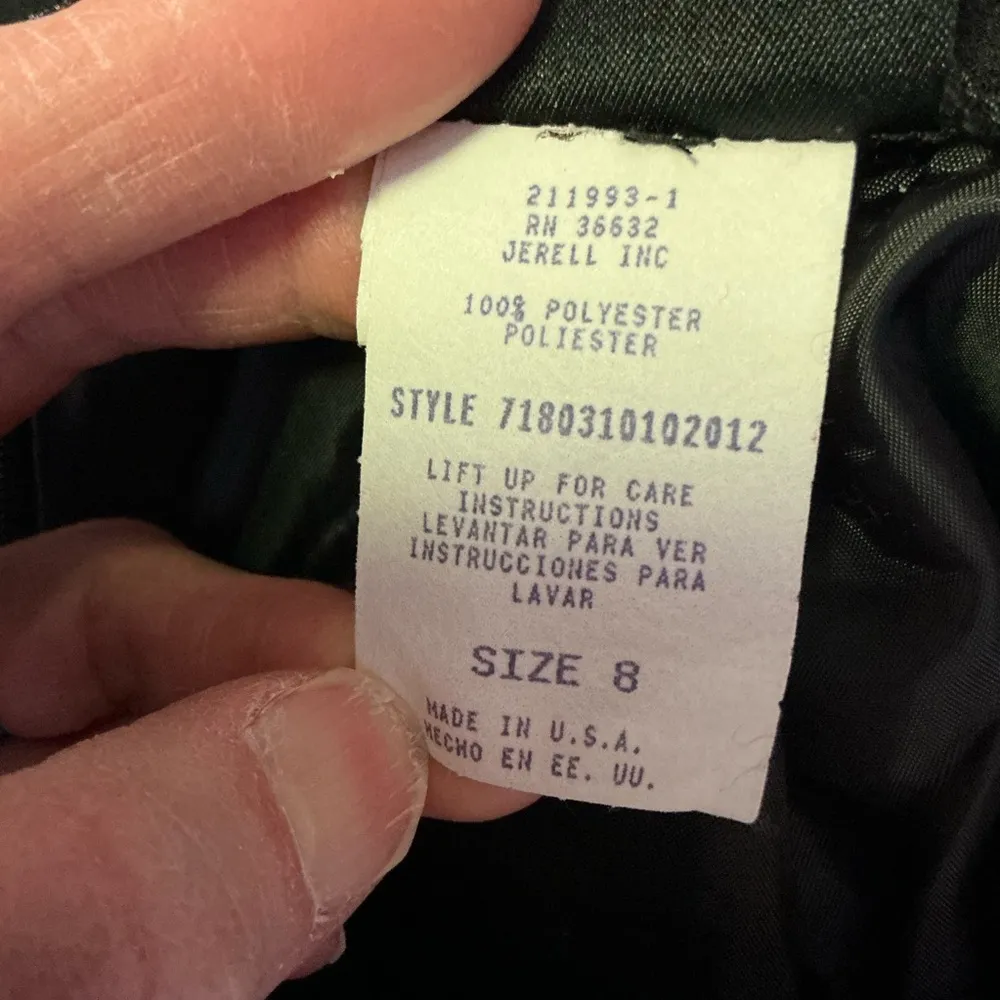 211993-1
RN 36632
JERELL INC
100% POLYESTER
POLIESTER
STYLE 7180310102012
LIFT UP FOR CARE
INSTRUCTIONS
LEVANTAR PARA VER
INSTRUCCIONES PARA
LAVAR
SIZE 8
MADE IN U.S.A.
HECHO EN EE. UU.